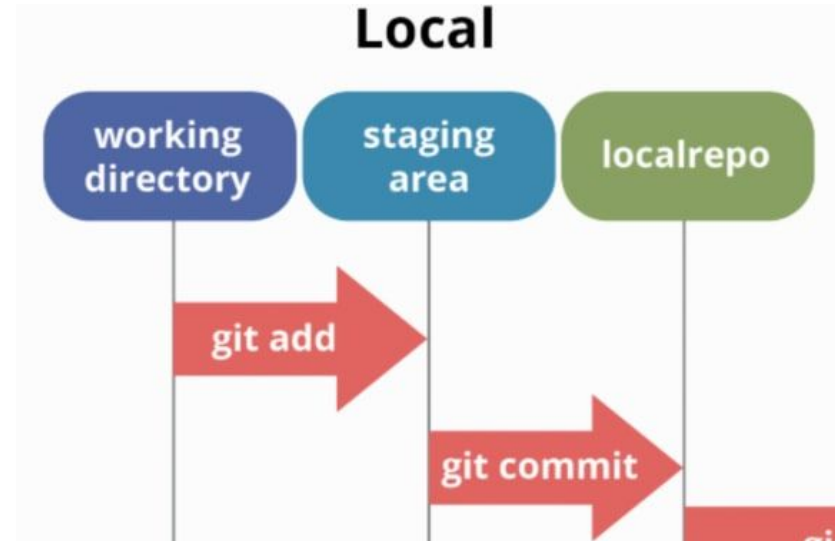 Local
working
directory
staging
area
localrepo
git add
git commit